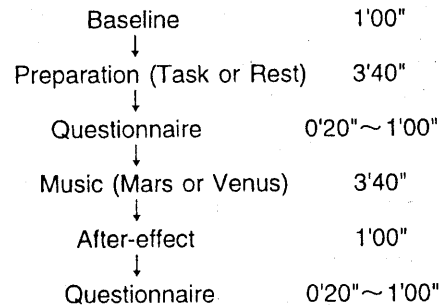 Baseline 1'00"
Preparation (Task or Rest) 3'40"
Questionnaire 0'20"～1'00"
Music (Mars or Venus) 3'40"
After-effect 1'00"
Questionnaire 0'20"～1'00"